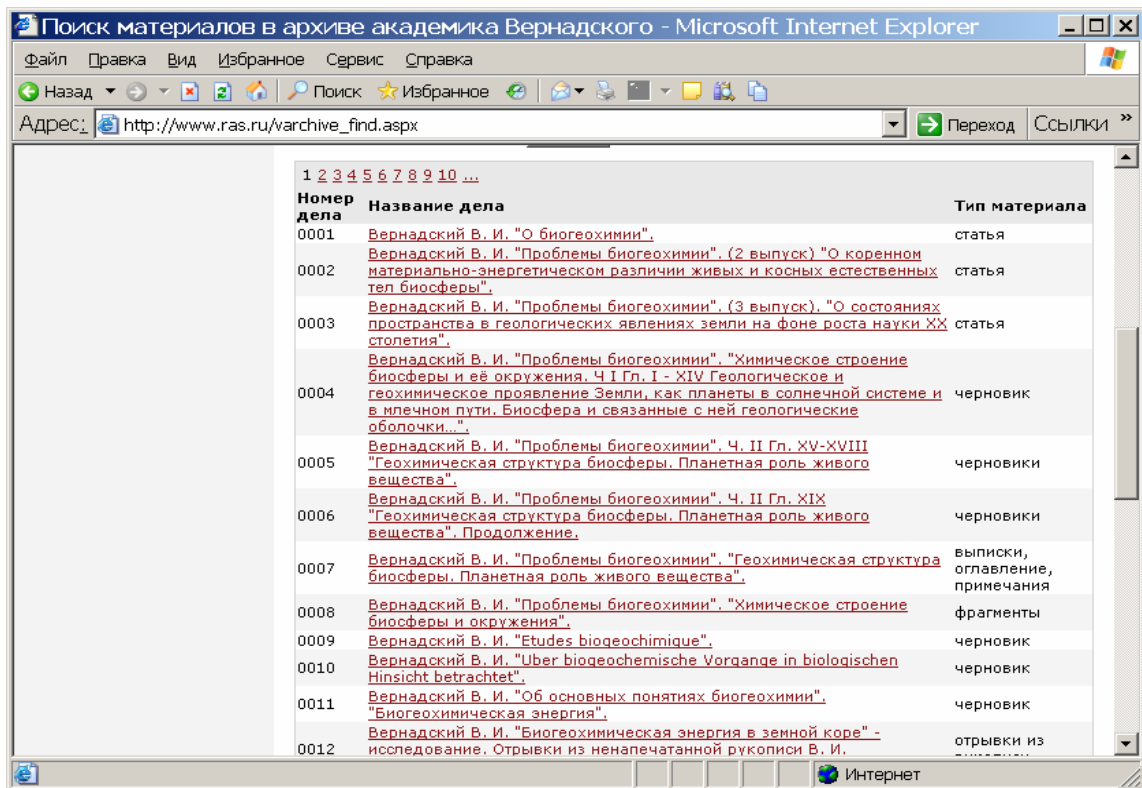 Поиск материалов в архиве академика Вернадского - Microsoft Internet Explorer
Файл Правка Вид Избранное Сервис Справка
Назад Поиск Избранное
Адрес: http://www.ras.ru/varchive_find.aspx Переход Ссылки »
1 2 3 4 5 6 7 8 9 10 ...
Номер дела Название дела Тип материала
0001 Вернадский В. И. "О биогеохимии". статья
Вернадский В. И. "Проблемы биогеохимии". (2 выпуск) "О коренном
0002 материально-энергетическом различии живых и косных естественных статья
тел биосферы".
Вернадский В. И. "Проблемы биогеохимии". (3 выпуск). "О состояниях
0003 пространства в геологических явлениях земли на фоне роста науки XX статья
столетия".
Вернадский В. И. "Проблемы биогеохимии". "Химическое строение
биосферы и её окружения. Ч I Гл. I - XIV Геологическое и
0004 геохимическое проявление Земли, как планеты в солнечной системе и черновик
в млечном пути. Биосфера и связанные с ней геологические
оболочки...".
Вернадский В. И. "Проблемы биогеохимии". Ч. II Гл. XV-XVIII
0005 "Геохимическая структура биосферы. Планетная роль живого черновики
вещества".
Вернадский В. И. "Проблемы биогеохимии". Ч. II Гл. XIX
0006 "Геохимическая структура биосферы. Планетная роль живого черновики
вещества". Продолжение.
0007 Вернадский В. И. "Проблемы биогеохимии". "Геохимическая структура выписки,
биосферы. Планетная роль живого вещества". оглавление,
примечания
0008 Вернадский В. И. "Проблемы биогеохимии". "Химическое строение фрагменты
биосферы и окружения".
0009 Вернадский В. И. "Etudes biogeochimique". черновик
0010 Вернадский В. И. "Uber biogeochemische Vorgange in biologischen черновик
Hinsicht betrachtet".
0011 Вернадский В. И. "Об основных понятиях биогеохимии". черновик
"Биогеохимическая энергия".
Вернадский В. И. "Биогеохимическая энергия в земной коре" -
0012 исследование. Отрывки из ненапечатанной рукописи В. И. отрывки из
Интернет